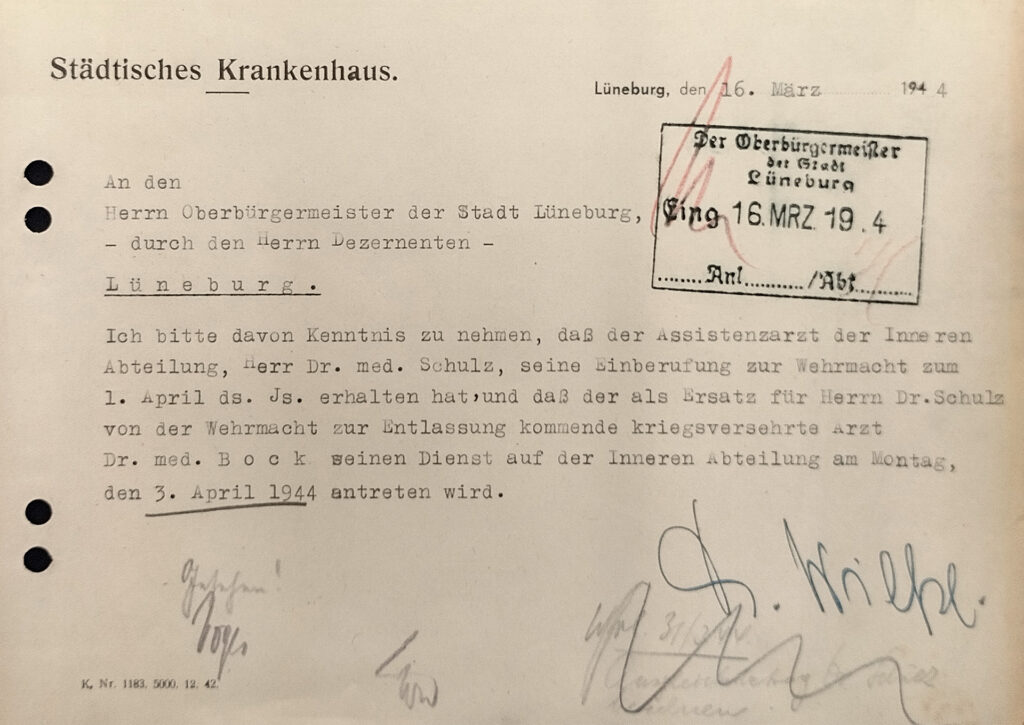 Städtisches Krankenhaus.
Lüneburg, den 16. März 1944
Der Oberbürgermeister
der Stadt
Lüneburg
Eing 16. MRZ. 19.4
........Anl.........../Abt...........
An den
Herrn Oberbürgermeister der Stadt Lüneburg,
- durch den Herrn Dezernenten -
Lüneburg.
Ich bitte davon Kenntnis zu nehmen, daß der Assistenzarzt der Inneren
Abteilung, Herr Dr. med. Schulz, seine Einberufung zur Wehrmacht zum
1. April ds. Js. erhalten hat,und daß der als Ersatz für Herrn Dr.Schulz
von der Wehrmacht zur Entlassung kommende kriegsversehrte Arzt
Dr. med. B o c k seinen Dienst auf der Inneren Abteilung am Montag,
den 3. April 1944 antreten wird.
Dr. Wilke.
Gesehen!
K. Nr. 1183. 5000. 12. 42.